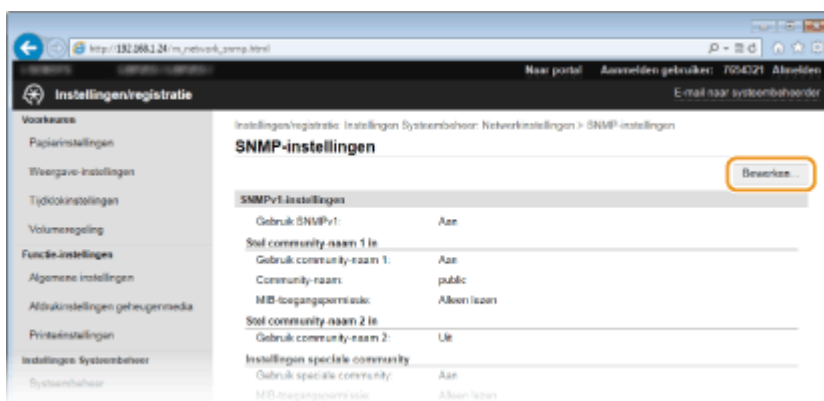 http://192.168.1.24/m_network_snmp.html
Naar portal Aanmelden gebruiker: 7654321 Afmelden
Instellingen/registratie
E-mail naar systeembeheerder
Voorkeuren
Papierinstellingen
Weergave-instellingen
Tijdklokinstellingen
Volumeregeling
Functie-instellingen
Algemene instellingen
Afdrukinstellingen geheugenmedia
Printerinstellingen
Instellingen Systeembeheer
Systeembeheer
Instellingen/registratie: Instellingen Systeembeheer: Netwerkinstellingen > SNMP-instellingen
SNMP-instellingen
Bewerken...
SNMPv1-instellingen
Gebruik SNMPv1: Aan
Stel community-naam 1 in
Gebruik community-naam 1: Aan
Community-naam: public
MIB-toegangspermissie: Alleen lezen
Stel community-naam 2 in
Gebruik community-naam 2: Uit
Instellingen speciale community
Gebruik speciale community: Aan
MIB-toegangspermissie: Alleen lezen